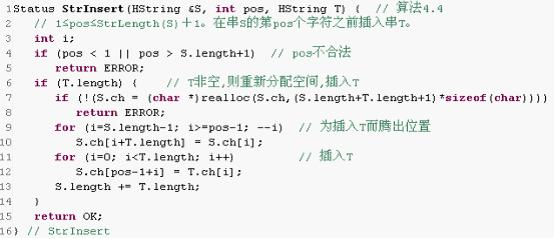 1 Status StrInsert(HString &S, int pos, HString T) { // 算法4.4
2 // 1≤pos≤StrLength(S)＋1。在串S的第pos个字符之前插入串T。
3 int i;
4 if (pos < 1 || pos > S.length+1) // pos不合法
5 return ERROR;
6 if (T.length) { // T非空,则重新分配空间,插入T
7 if (!(S.ch = (char *)realloc(S.ch,(S.length+T.length+1)*sizeof(char))))
8 return ERROR;
9 for (i=S.length-1; i>=pos-1; --i) // 为插入T而腾出位置
10 S.ch[i+T.length] = S.ch[i];
11 for (i=0; i<T.length; i++) // 插入T
12 S.ch[pos-1+i] = T.ch[i];
13 S.length += T.length;
14 }
15 return OK;
16 } // StrInsert